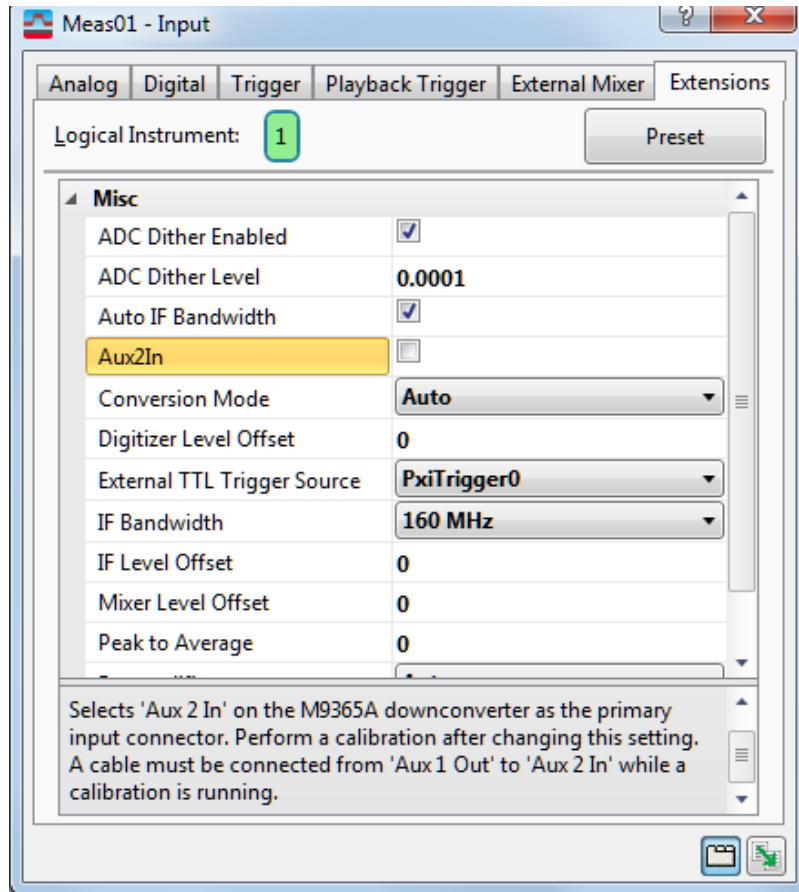 Meas01 - Input
?
Analog Digital Trigger Playback Trigger External Mixer Extensions
Logical Instrument: 1 Preset
Misc
ADC Dither Enabled
ADC Dither Level 0.0001
Auto IF Bandwidth
Aux2In
Conversion Mode Auto
Digitizer Level Offset 0
External TTL Trigger Source PxiTrigger0
IF Bandwidth 160 MHz
IF Level Offset 0
Mixer Level Offset 0
Peak to Average 0
Selects 'Aux 2 In' on the M9365A downconverter as the primary
input connector. Perform a calibration after changing this setting.
A cable must be connected from 'Aux 1 Out' to 'Aux 2 In' while a
calibration is running.